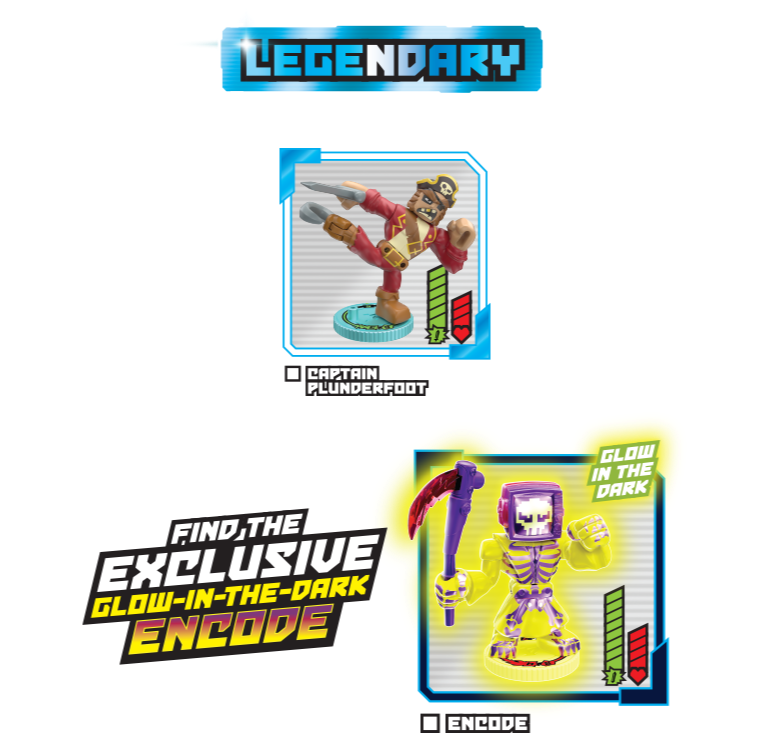 LEGENDARY
CAPTAIN
PLUNDERFOOT
GLOW
IN THE
DARK
FIND THE
EXCLUSIVE
GLOW-IN-THE-DARK
ENCODE
ENCODE